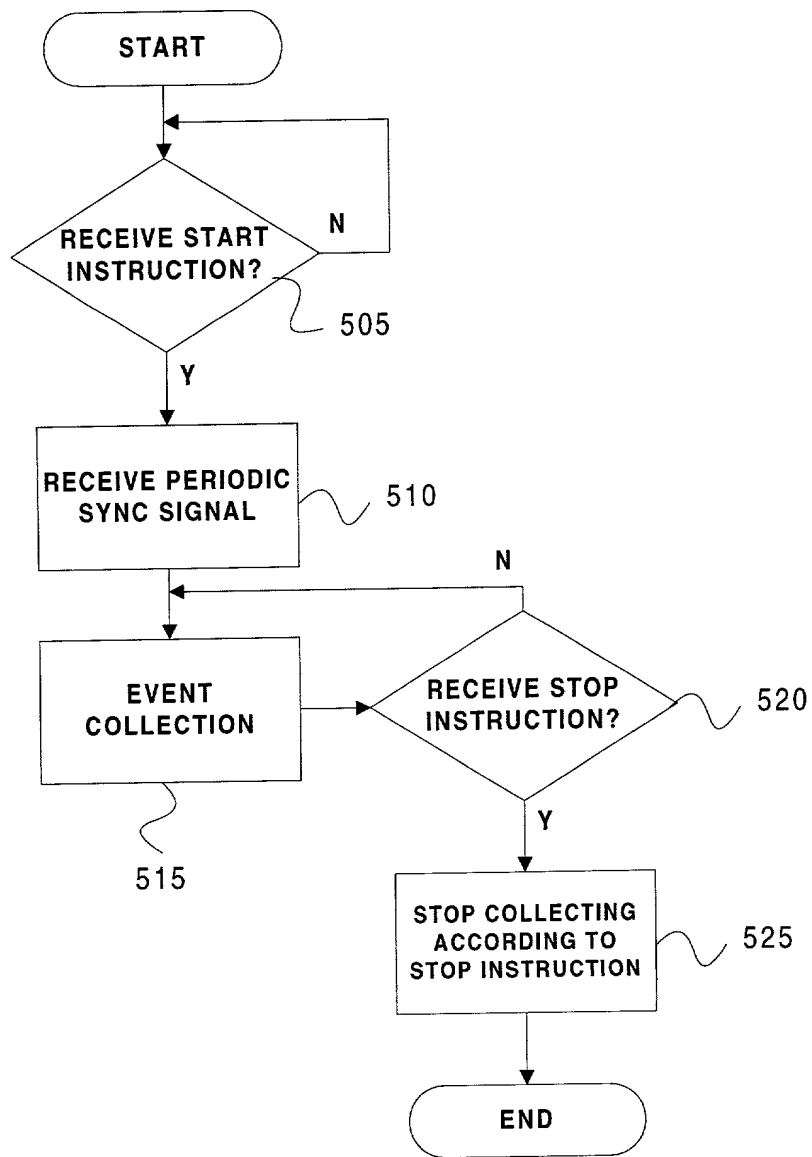 START
RECEIVE START
INSTRUCTION?
N
505
Y
RECEIVE PERIODIC
SYNC SIGNAL
510
N
EVENT
COLLECTION
515
RECEIVE STOP
INSTRUCTION?
520
Y
STOP COLLECTING
ACCORDING TO
STOP INSTRUCTION
525
END